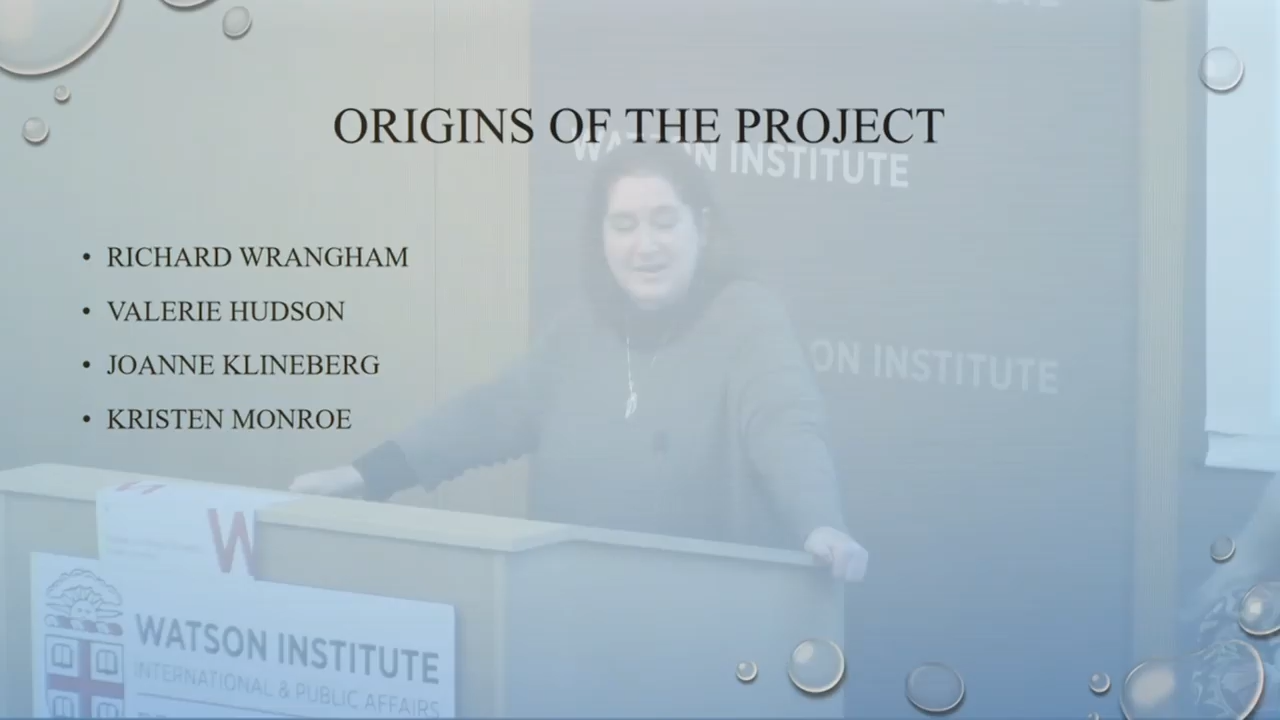 ORIGINS OF THE PROJECT
WATSON INSTITUTE
• RICHARD WRANGHAM
• VALERIE HUDSON
• JOANNE KLINEBERG
• KRISTEN MONROE
ON INSTITUTE
W
WATSON INSTITUTE
INTERNATIONAL & PUBLIC AFFAIRS